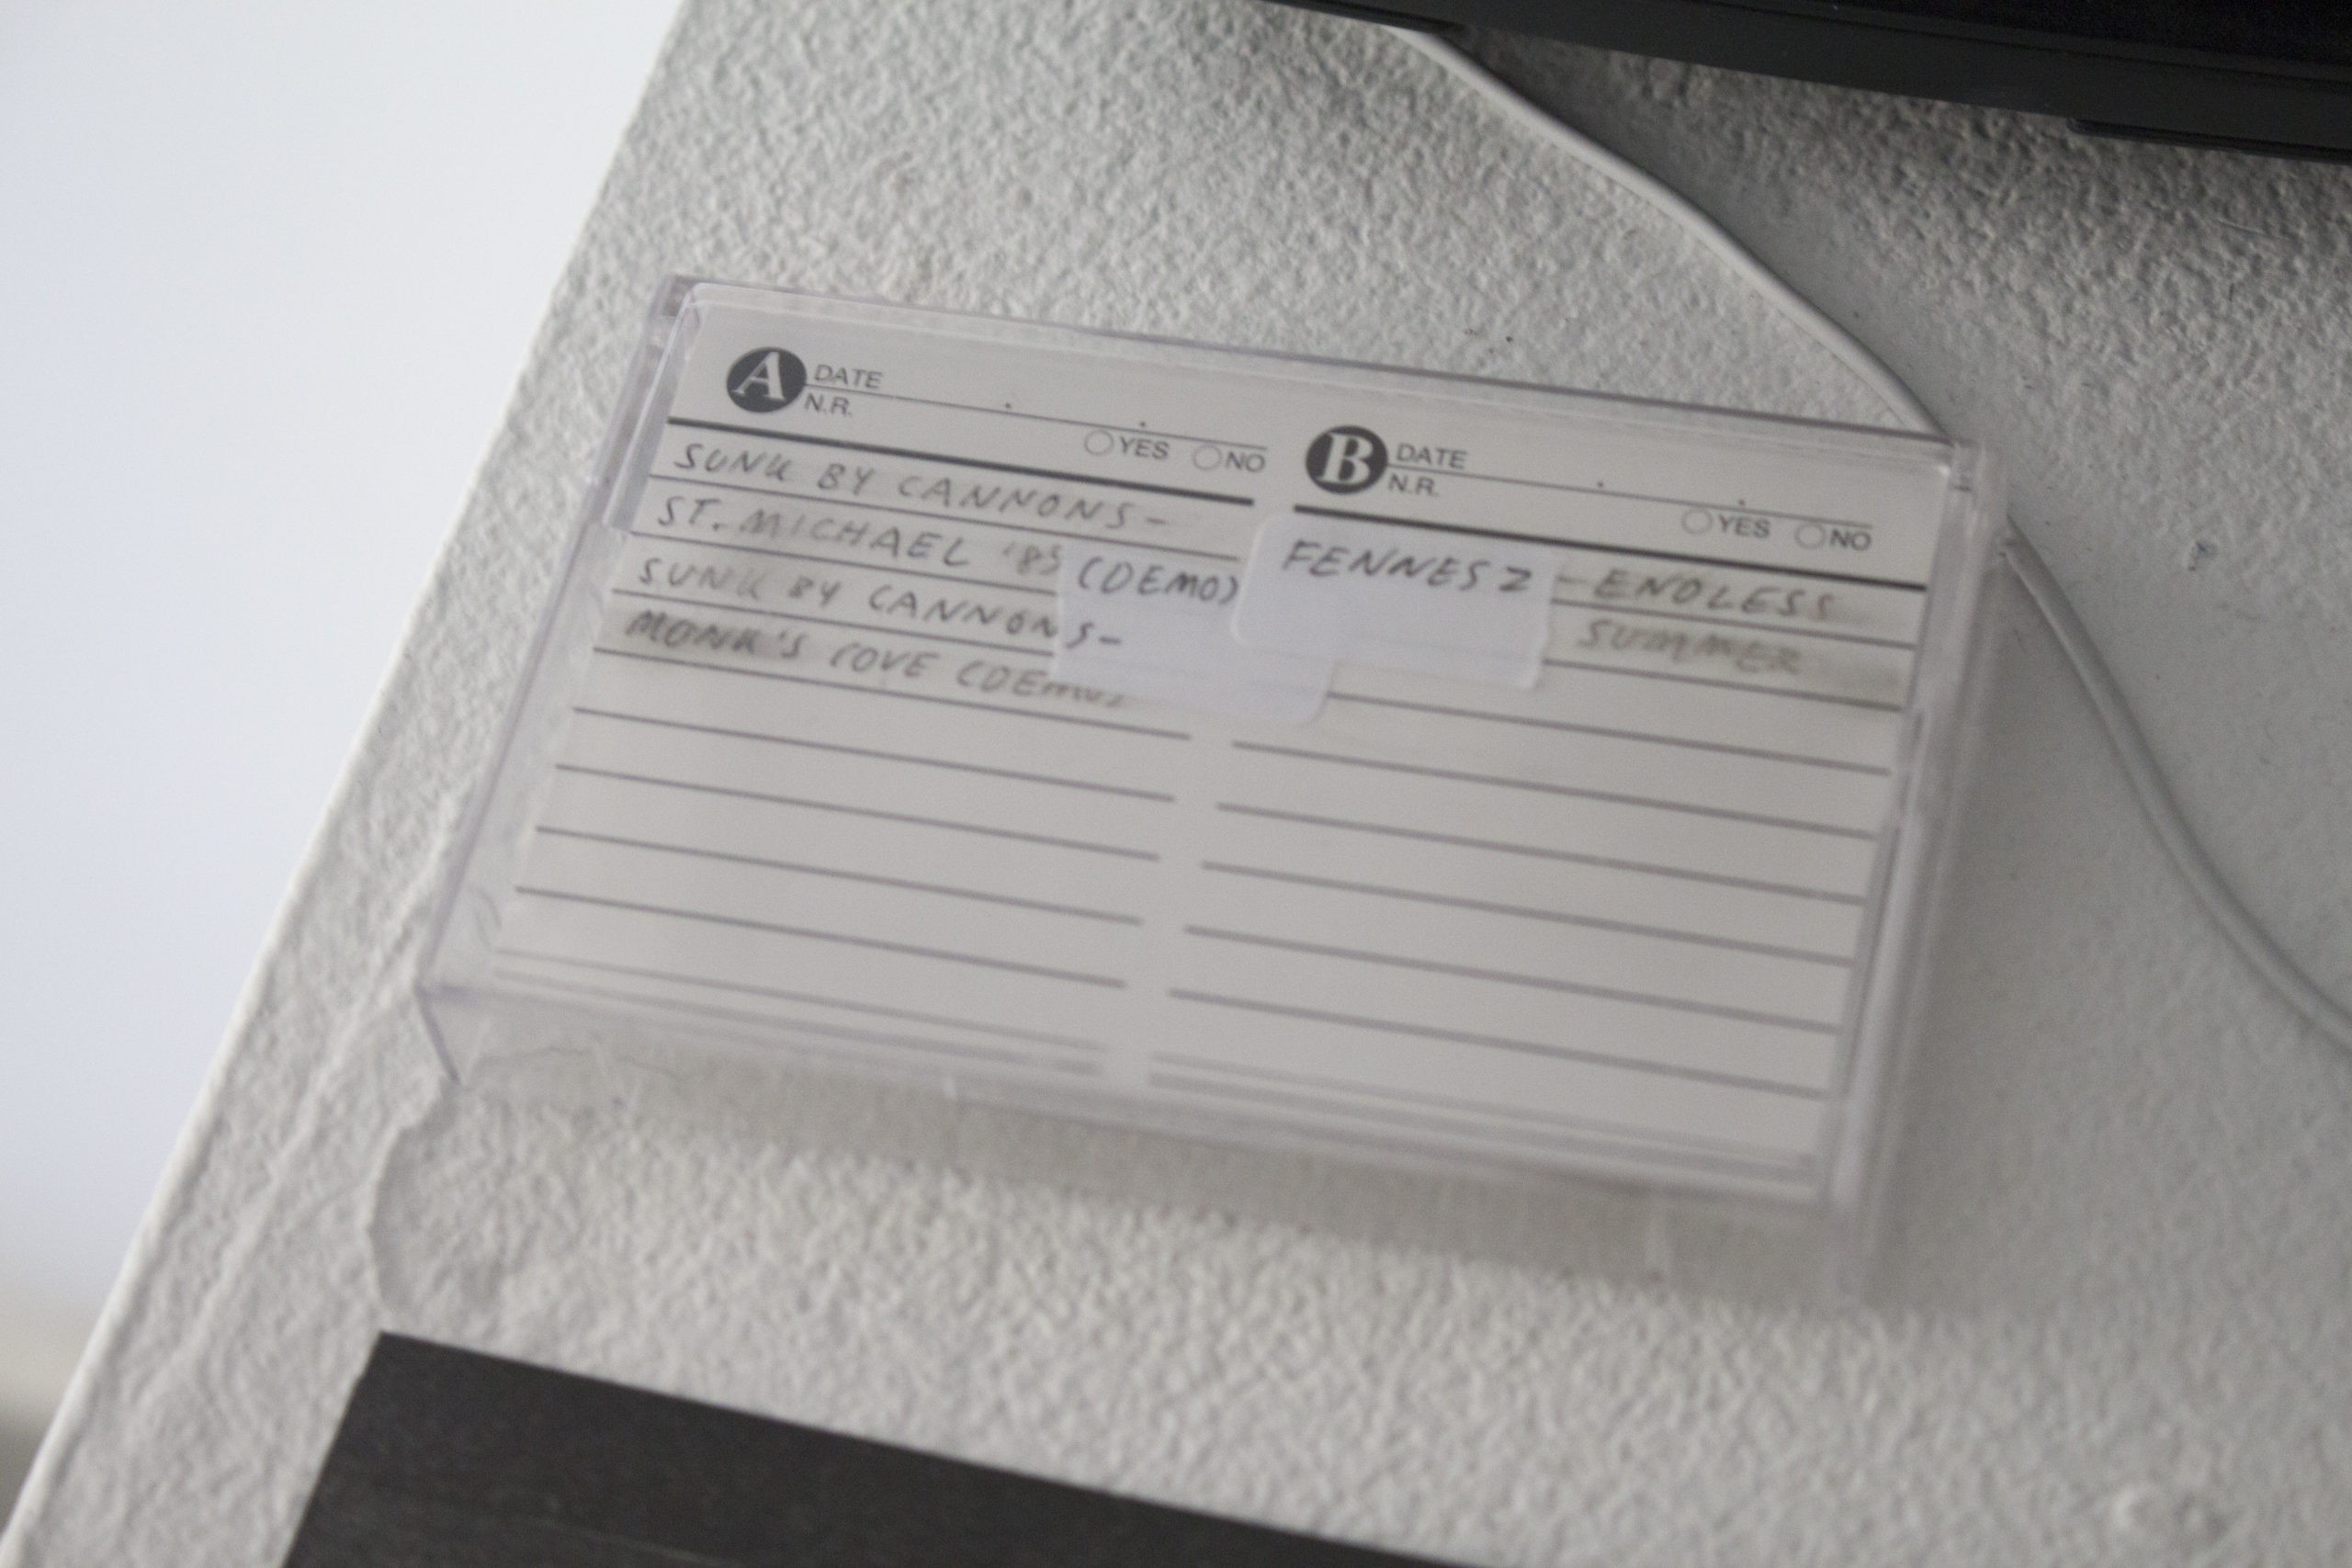 A DATE
N.R.
YES NO
SUNK BY CANNONS-
ST. MICHAEL '85 (DEMO)
SUNK BY CANNONS-
MONK'S COVE (DEMO)
B DATE
N.R.
YES NO
FENNESZ - ENDLESS
SUMMER